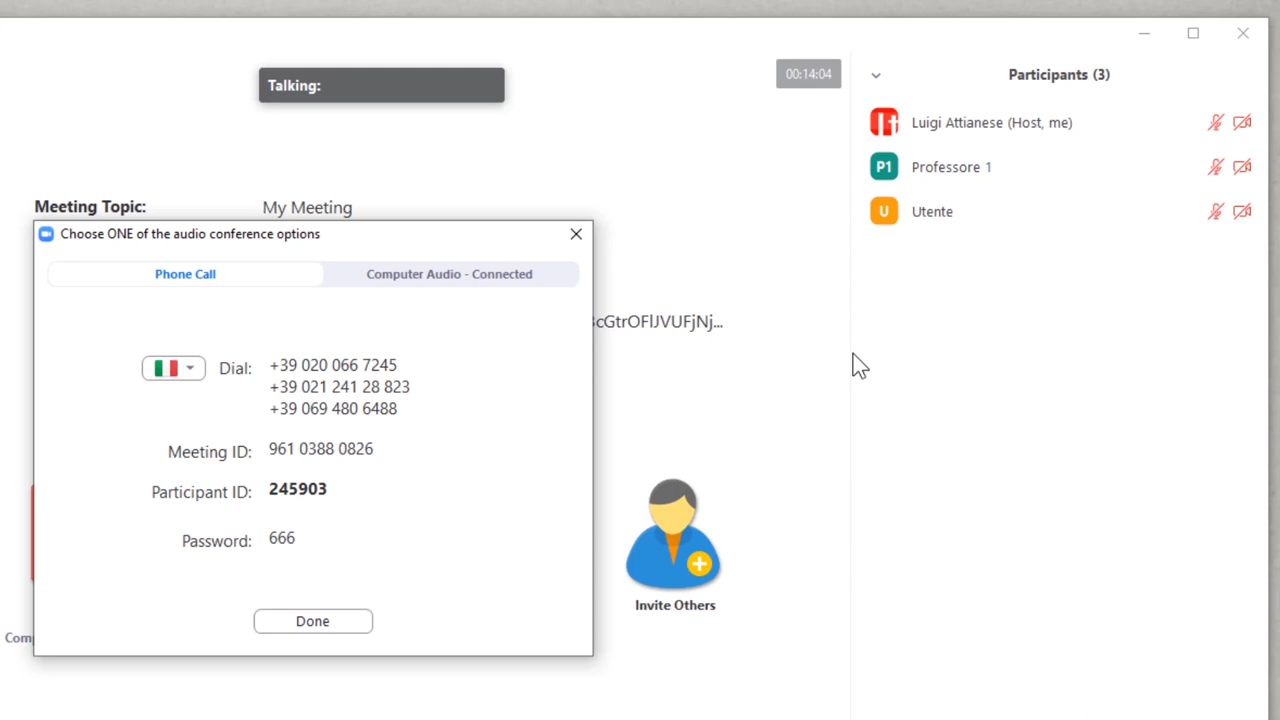 Talking:
00:14:04
Participants (3)
Luigi Attianese (Host, me)
P1 Professore 1
U Utente
Meeting Topic: My Meeting
Choose ONE of the audio conference options
Phone Call Computer Audio - Connected
cGtrOFlJVUFjNj...
Dial: +39 020 066 7245
+39 021 241 28 823
+39 069 480 6488
Meeting ID: 961 0388 0826
Participant ID: 245903
Password: 666
Done
Invite Others
Com